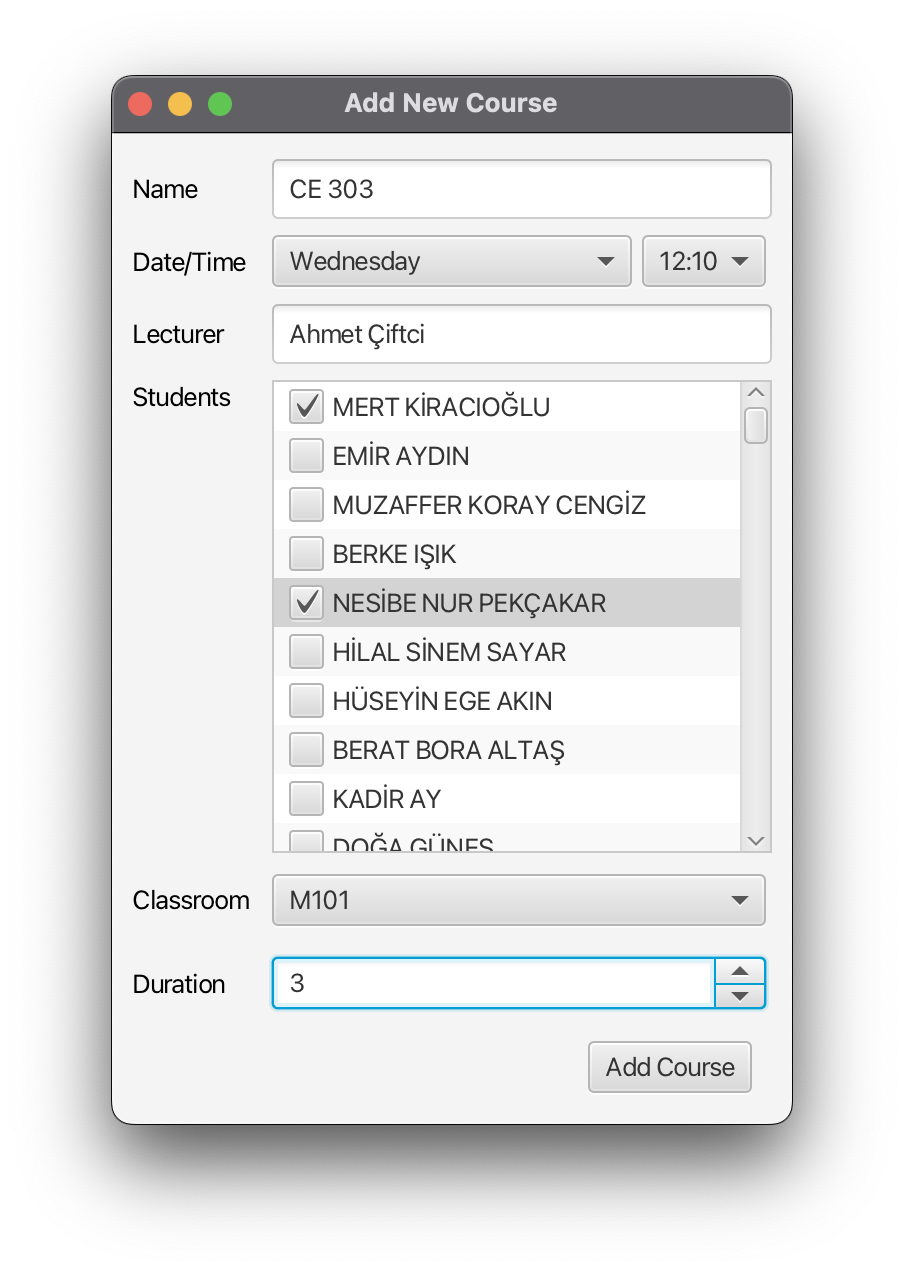 Add New Course
Name CE 303
Date/Time Wednesday 12:10
Lecturer Ahmet Çiftci
Students
MERT KİRACIOĞLU
EMİR AYDIN
MUZAFFER KORAY CENGİZ
BERKE IŞIK
NESİBE NUR PEKÇAKAR
HİLAL SİNEM SAYAR
HÜSEYİN EGE AKIN
BERAT BORA ALTAŞ
KADİR AY
DOĞA GÜNEŞ
Classroom M101
Duration 3
Add Course